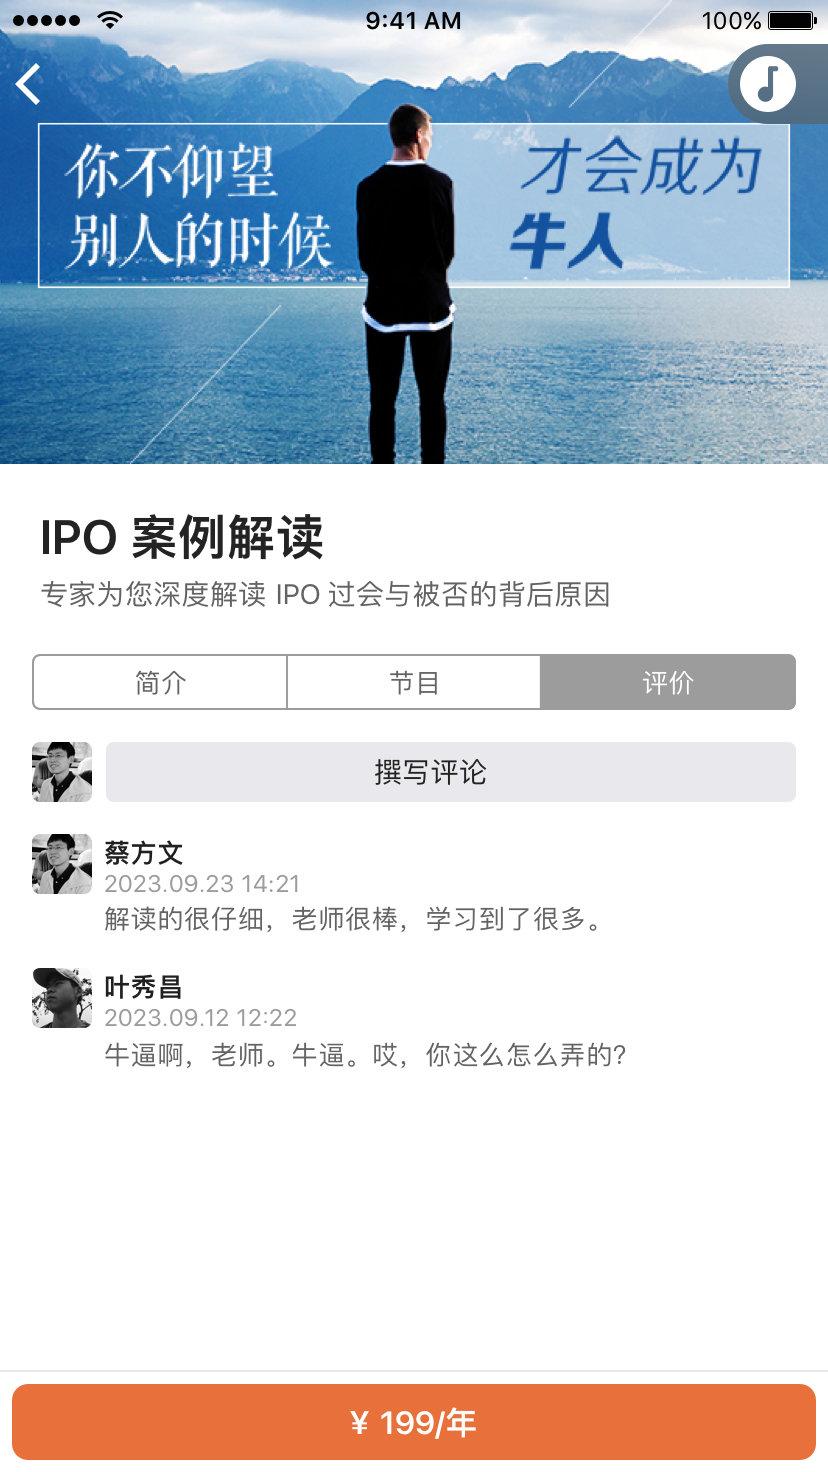 9:41 AM
100%
你不仰望
别人的时候
才会成为
牛人
IPO 案例解读
专家为您深度解读 IPO 过会与被否的背后原因
简介
节目
评价
撰写评论
蔡方文
2023.09.23 14:21
解读的很仔细，老师很棒，学习到了很多。
叶秀昌
2023.09.12 12:22
牛逼啊，老师。牛逼。哎，你这么怎么弄的?
¥ 199/年